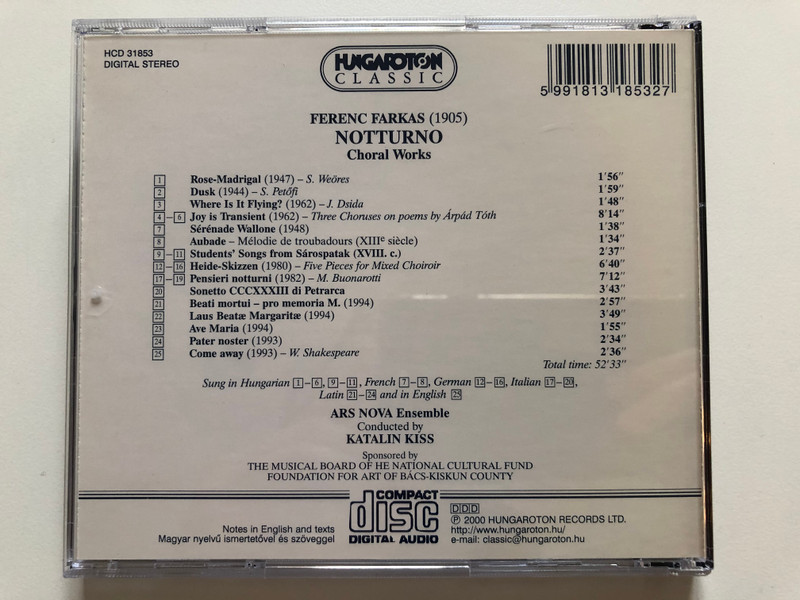 HCD 31853
DIGITAL STEREO
HUNGAROTON
CLASSIC
5 991813 185327
FERENC FARKAS (1905)
NOTTURNO
Choral Works
1 Rose-Madrigal (1947) – S. Weöres 1'56"
2 Dusk (1944) – S. Petőfi 1'59"
3 Where Is It Flying? (1962) – J. Dsida 1'48"
4 – 6 Joy is Transient (1962) – Three Choruses on poems by Árpád Tóth 8'14"
7 Sérénade Wallone (1948) 1'38"
8 Aubade – Mélodie de troubadours (XIIIe siècle) 1'34"
9 – 11 Students' Songs from Sárospatak (XVIII. c.) 2'37"
12 – 16 Heide-Skizzen (1980) – Five Pieces for Mixed Choiroir 6'40"
17 – 19 Pensieri notturni (1982) – M. Buonarotti 7'12"
20 Sonetto CCCXXXIII di Petrarca 3'43"
21 Beati mortui – pro memoria M. (1994) 2'57"
22 Laus Beatæ Margaritæ (1994) 3'49"
23 Ave Maria (1994) 1'55"
24 Pater noster (1993) 2'34"
25 Come away (1993) – W. Shakespeare 2'36"
Total time: 52'33"
Sung in Hungarian 1 – 6, 9 – 11, French 7 – 8, German 12 – 16, Italian 17 – 20,
Latin 21 – 24 and in English 25
ARS NOVA Ensemble
Conducted by
KATALIN KISS
Sponsored by
THE MUSICAL BOARD OF HE NATIONAL CULTURAL FUND
FOUNDATION FOR ART OF BÁCS-KISKUN COUNTY
Notes in English and texts
Magyar nyelvű ismertetővel és szöveggel
COMPACT
disc
DIGITAL AUDIO
DDD
Ⓟ 2000 HUNGAROTON RECORDS LTD.
http://www.hungaroton.hu/
e-mail: classic@hungaroton.hu